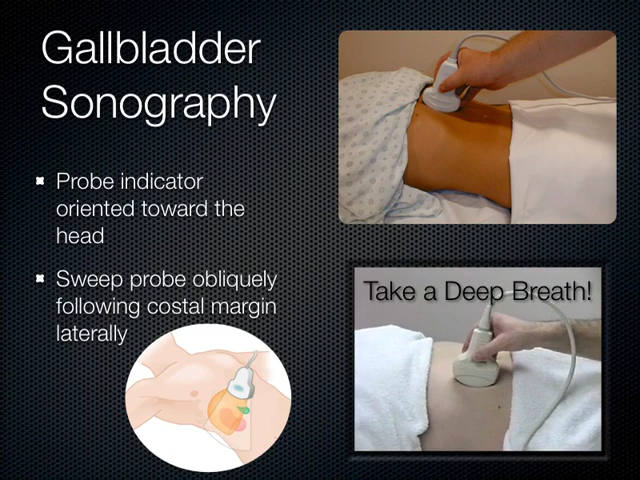 Gallbladder
Sonography
Probe indicator
oriented toward the
head
Sweep probe obliquely
following costal margin
laterally
Take a Deep Breath!